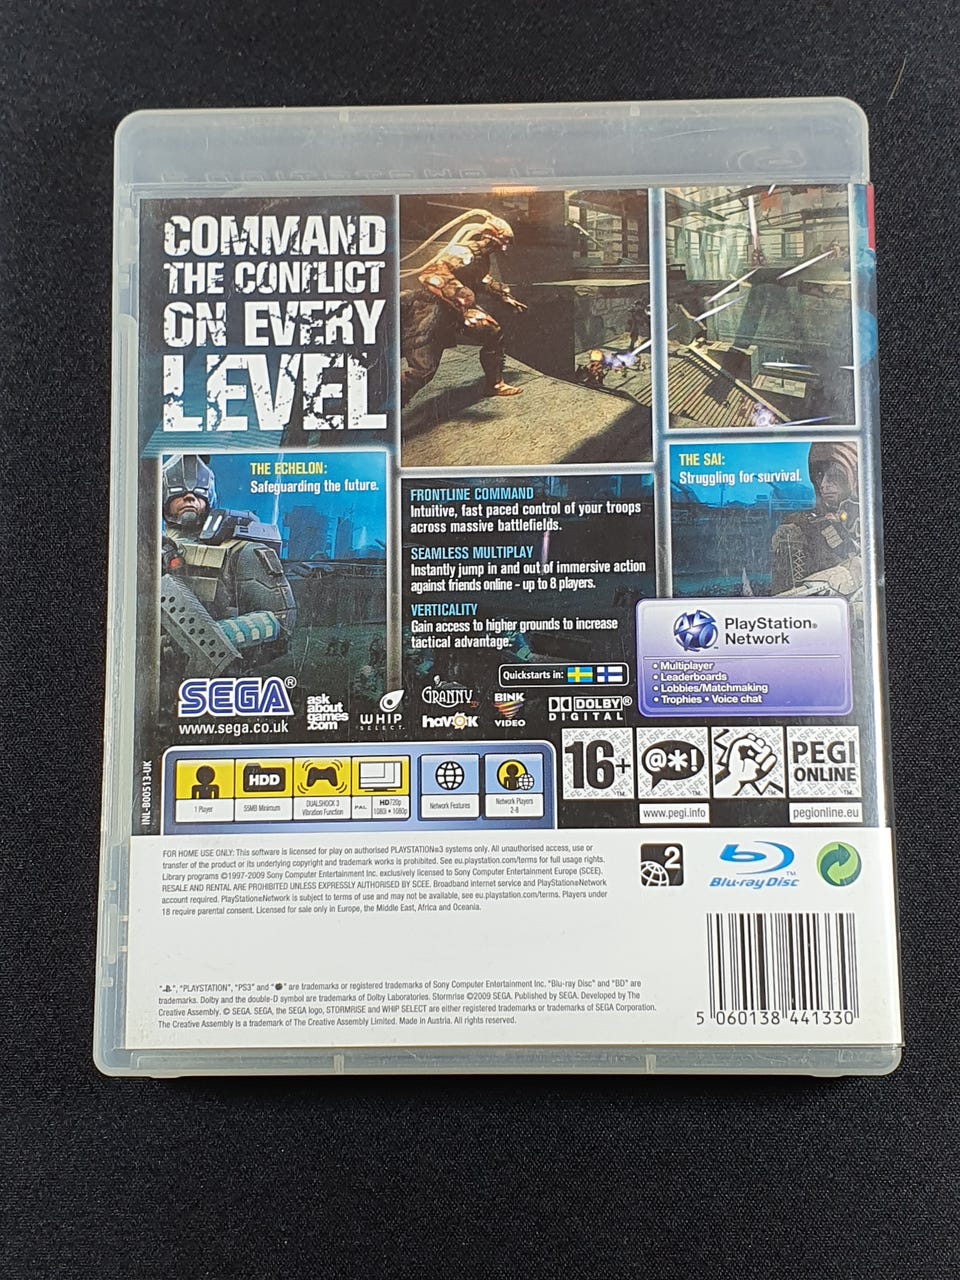 COMMAND
THE CONFLICT
ON EVERY
LEVEL
THE ECHELON:
Safeguarding the future.
THE SAI:
Struggling for survival.
FRONTLINE COMMAND
Intuitive, fast paced control of your troops
across massive battlefields.
SEAMLESS MULTIPLAY
Instantly jump in and out of immersive action
against friends online - up to 8 players.
VERTICALITY
Gain access to higher grounds to increase
tactical advantage.
PlayStation®
Network
• Multiplayer
• Leaderboards
• Lobbies/Matchmaking
• Trophies • Voice chat
Quickstarts in:
SEGA®
www.sega.co.uk
ask
about
games
.com
WHIP
SELECT.
GRANNY
havok
BINK
VIDEO
DOLBY®
DIGITAL
INL-B00513-UK
HDD
1 Player
55MB Minimum
DUALSHOCK 3
Vibration Function
PAL
HD 720p
1080i • 1080p
Network Features
Network Players
2-8
16+
@*!
PEGI
ONLINE
www.pegi.info
pegionline.eu
FOR HOME USE ONLY: This software is licensed for play on authorised PLAYSTATION®3 systems only. All unauthorised access, use or
transfer of the product or its underlying copyright and trademark works is prohibited. See eu.playstation.com/terms for full usage rights.
Library programs ©1997-2009 Sony Computer Entertainment Inc. exclusively licensed to Sony Computer Entertainment Europe (SCEE).
RESALE AND RENTAL ARE PROHIBITED UNLESS EXPRESSLY AUTHORISED BY SCEE. Broadband internet service and PlayStation®Network
account required. PlayStation®Network is subject to terms of use and may not be available, see eu.playstation.com/terms. Players under
18 require parental consent. Licensed for sale only in Europe, the Middle East, Africa and Oceania.
2
Blu-ray Disc™
" ", "PLAYSTATION", "PS3" and " " are trademarks or registered trademarks of Sony Computer Entertainment Inc. "Blu-ray Disc" and "BD" are
trademarks. Dolby and the double-D symbol are trademarks of Dolby Laboratories. Stormrise ©2009 SEGA. Published by SEGA. Developed by The
Creative Assembly. © SEGA. SEGA, the SEGA logo, STORMRISE and WHIP SELECT are either registered trademarks or trademarks of SEGA Corporation.
The Creative Assembly is a trademark of The Creative Assembly Limited. Made in Austria. All rights reserved.
5 060138 441330